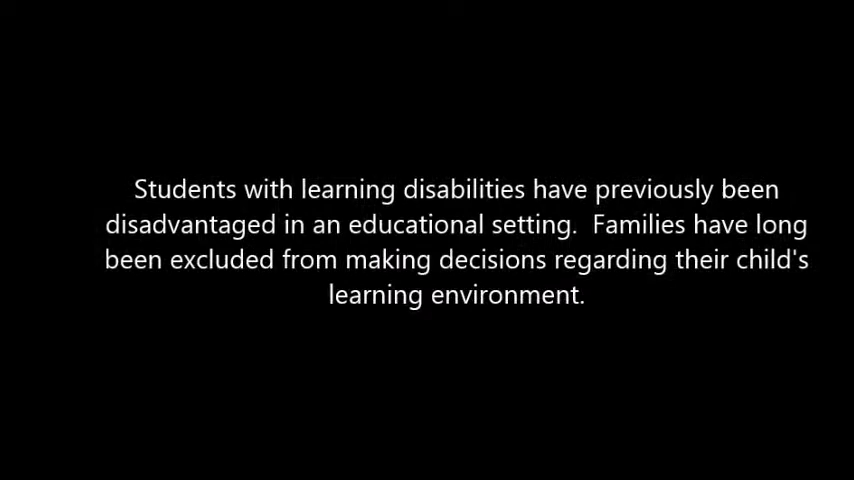 Students with learning disabilities have previously been
disadvantaged in an educational setting.  Families have long
been excluded from making decisions regarding their child's
learning environment.